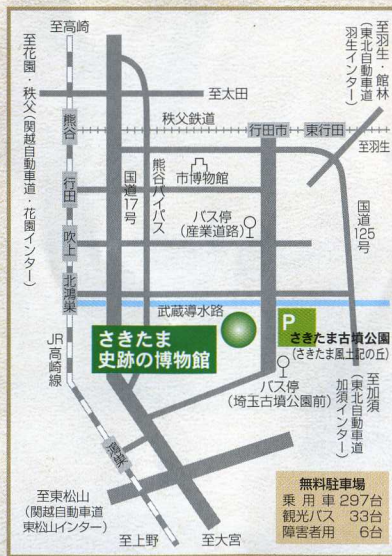 至高崎
至花園・秩父(関越自動車道・花園インター)
至太田
至羽生・館林
(東北自動車道
羽生インター)
秩父鉄道
熊谷
行田市
東行田
至羽生
国道17号
熊谷バイパス
市博物館
行田
バス停
(産業道路)
国道125号
吹上
北鴻巣
武蔵導水路
JR
高崎線
さきたま
史跡の博物館
P
さきたま古墳公園
(さきたま風土記の丘)
バス停
(埼玉古墳公園前)
至加須
(東北自動車道
加須インター)
鴻巣
至東松山
(関越自動車道
東松山インター)
至上野
至大宮
無料駐車場
乗用車 297台
観光バス 33台
障害者用 6台